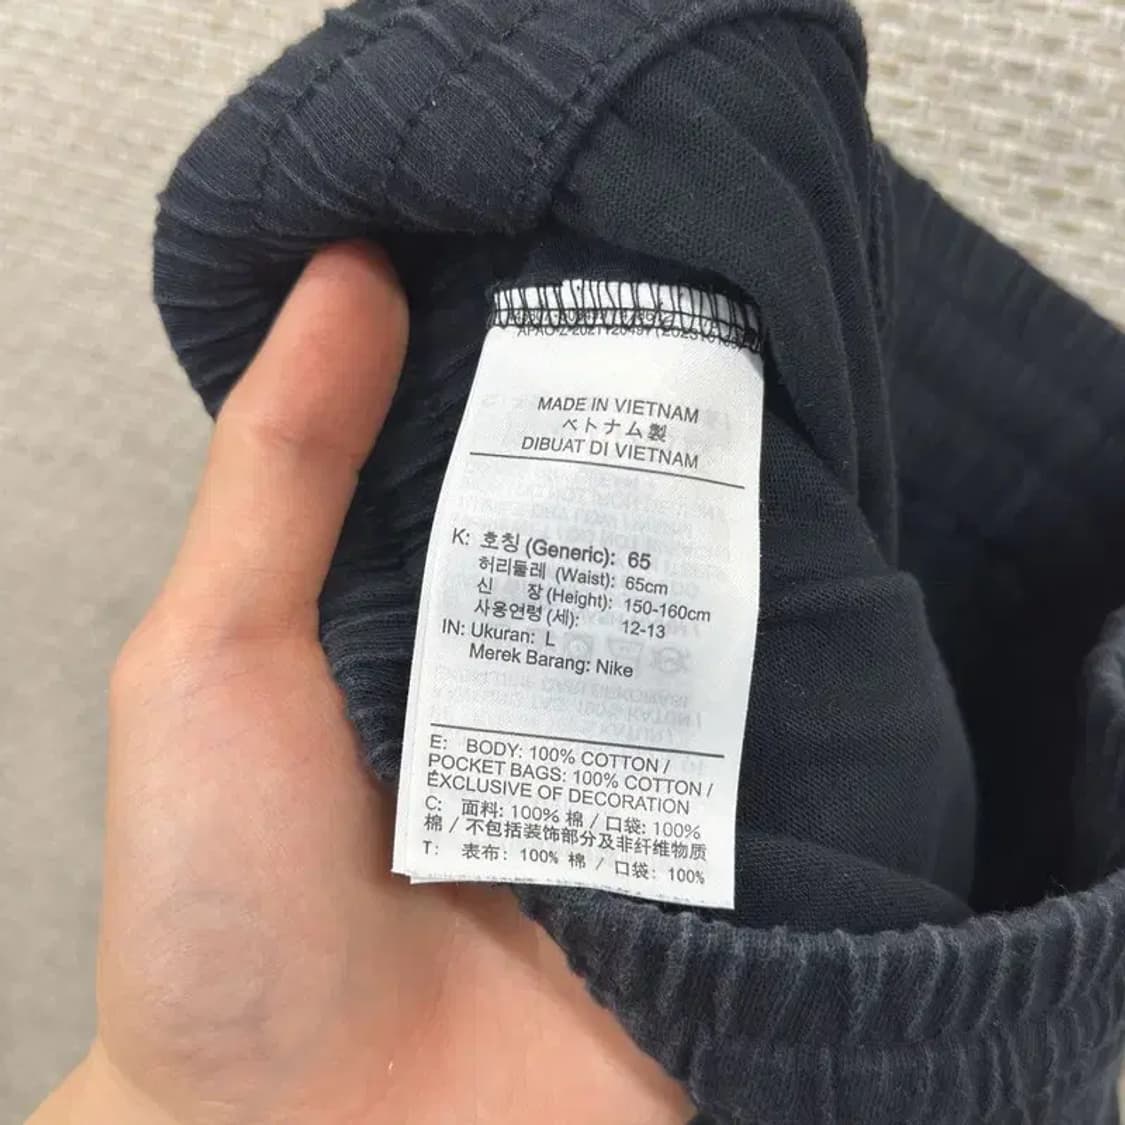 MADE IN VIETNAM
ベトナム製
DIBUAT DI VIETNAM
K: 호칭 (Generic): 65
허리둘레 (Waist): 65cm
신 장 (Height): 150-160cm
사용연령 (세): 12-13
IN: Ukuran: L
Merek Barang: Nike
E: BODY: 100% COTTON /
POCKET BAGS: 100% COTTON /
EXCLUSIVE OF DECORATION
C: 面料: 100% 棉 / 口袋: 100%
棉 / 不包括装饰部分及非纤维物质
T: 表布: 100% 棉 / 口袋: 100%